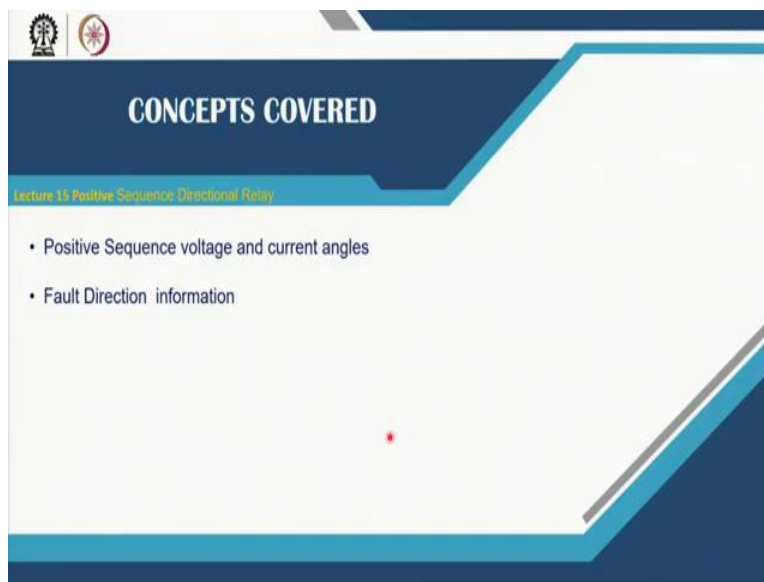 CONCEPTS COVERED
Lecture 15 Positive Sequence Directional Relay
• Positive Sequence voltage and current angles
• Fault Direction information